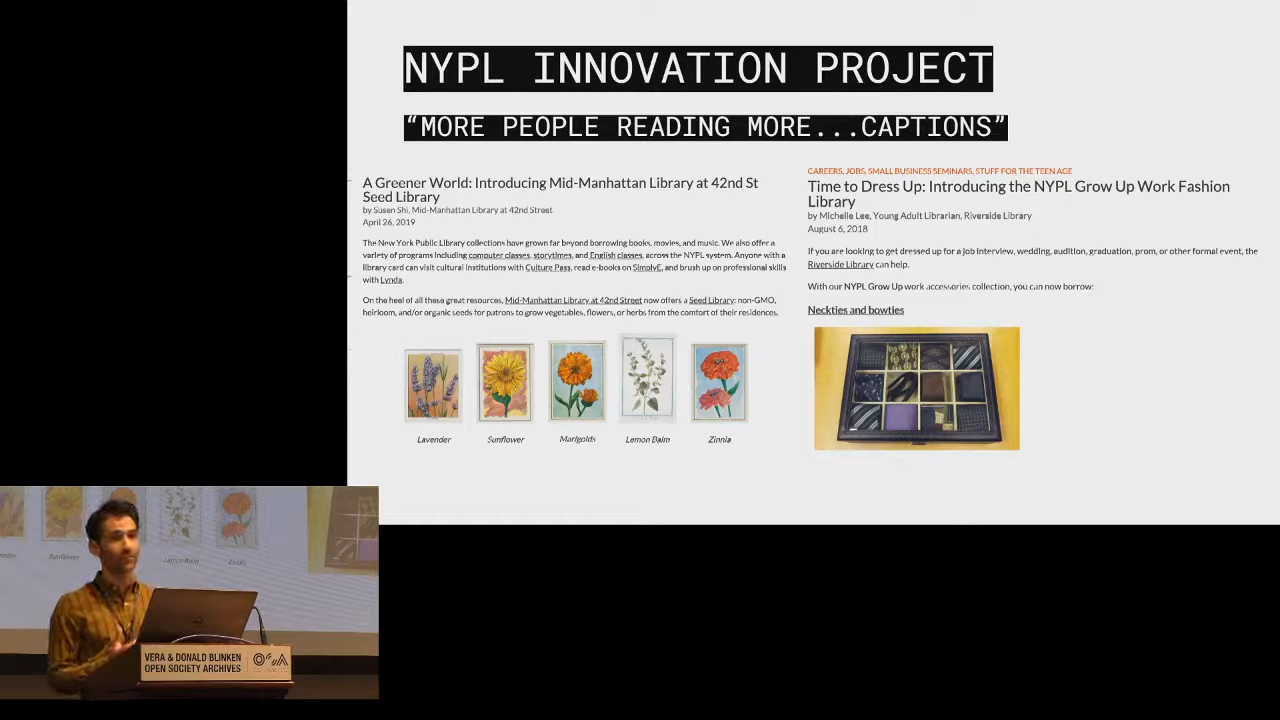 NYPL INNOVATION PROJECT
“MORE PEOPLE READING MORE...CAPTIONS”
A Greener World: Introducing Mid-Manhattan Library at 42nd St
Seed Library
by Susen Shi, Mid-Manhattan Library at 42nd Street
April 26, 2019
The New York Public Library collections have grown far beyond borrowing books, movies, and music. We also offer a
variety of programs including computer classes, storytimes, and English classes, across the NYPL system. Anyone with a
library card can visit cultural institutions with Culture Pass, read e-books on SimplyE, and brush up on professional skills
with Lynda.
On the heel of all these great resources, Mid-Manhattan Library at 42nd Street now offers a Seed Library: non-GMO,
heirloom, and/or organic seeds for patrons to grow vegetables, flowers, or herbs from the comfort of their residences.
Lavender
Sunflower
Marigolds
Lemon Balm
Zinnia
CAREERS, JOBS, SMALL BUSINESS SEMINARS, STUFF FOR THE TEEN AGE
Time to Dress Up: Introducing the NYPL Grow Up Work Fashion
Library
by Michelle Lee, Young Adult Librarian, Riverside Library
August 6, 2018
If you are looking to get dressed up for a job interview, wedding, audition, graduation, prom, or other formal event, the
Riverside Library can help.
With our NYPL Grow Up work accessories collection, you can now borrow:
Neckties and bowties
Sunflower
Lemon Balm
Zinnia
VERA & DONALD BLINKEN
OPEN SOCIETY ARCHIVES